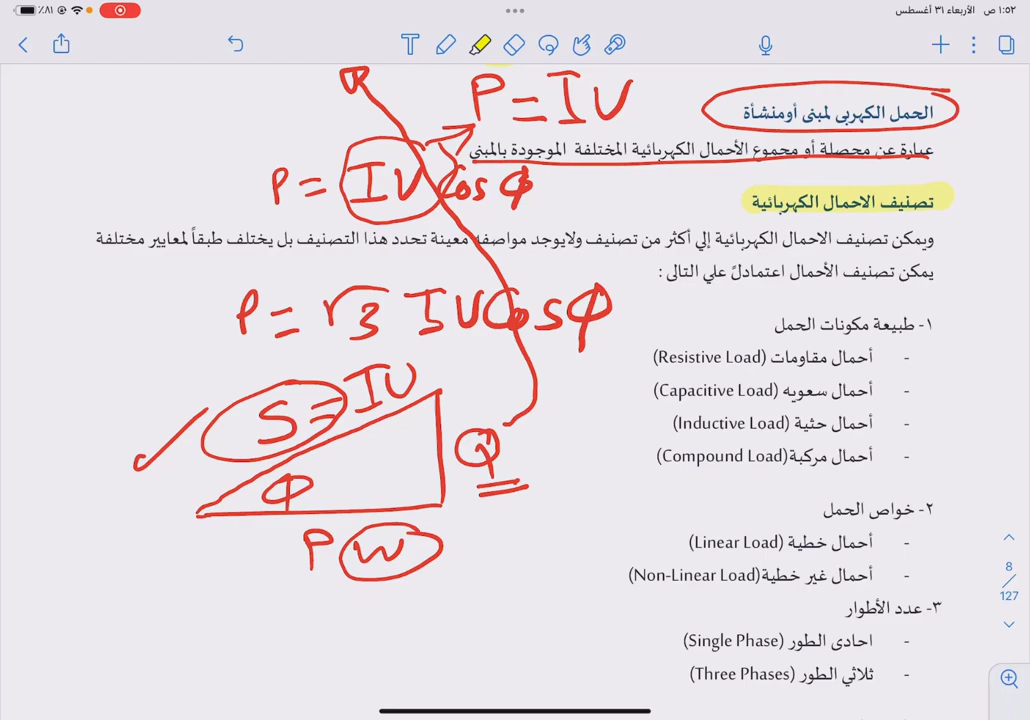 ١:٥٢ ص الأربعاء ٣١ أغسطس
٨١٪
P = IV
الحمل الكهربى لمبنى أومنشأة
عبارة عن محصلة أو مجموع الأحمال الكهربائية المختلفة الموجودة بالمبني
P = IV Cos φ
تصنيف الاحمال الكهربائية
ويمكن تصنيف الاحمال الكهربائية إلي أكثر من تصنيف ولايوجد مواصفه معينة تحدد هذا التصنيف بل يختلف طبقاً لمعايير مختلفة
يمكن تصنيف الأحمال اعتمادلً علي التالى :
P = √3 IV Cos φ
١- طبيعة مكونات الحمل
- أحمال مقاومات (Resistive Load)
- أحمال سعويه (Capacitive Load)
- أحمال حثية (Inductive Load)
- أحمال مركبة(Compound Load)
S = IV
φ
Q
P W
٢- خواص الحمل
- أحمال خطية (Linear Load)
- أحمال غير خطية(Non-Linear Load)
٣- عدد الأطوار
- احادى الطور (Single Phase)
- ثلاثي الطور (Three Phases)
8
127